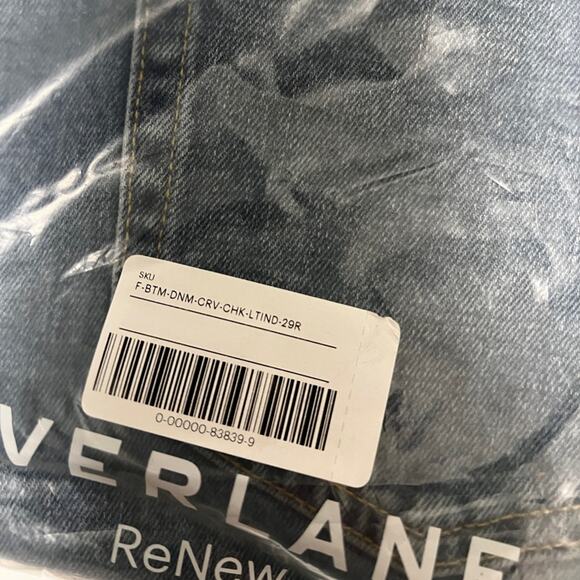 SKU
F-BTM-DNM-CRV-CHK-LTIND-29R
0-00000-83839-9
VERLANE
ReNew